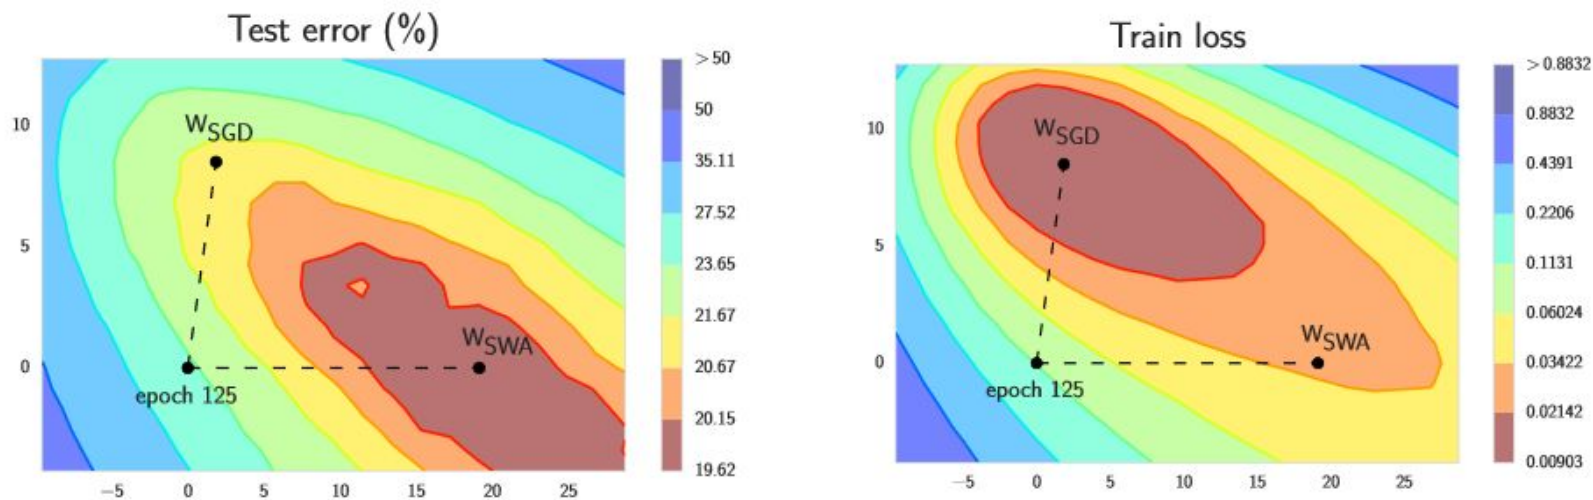 Test error (%)
10
5
0
−5 0 5 10 15 20 25
W_SGD
W_SWA
epoch 125
> 50
50
35.11
27.52
23.65
21.67
20.67
20.15
19.62
Train loss
10
5
0
−5 0 5 10 15 20 25
W_SGD
W_SWA
epoch 125
> 0.8832
0.8832
0.4391
0.2206
0.1131
0.06024
0.03422
0.02142
0.00903